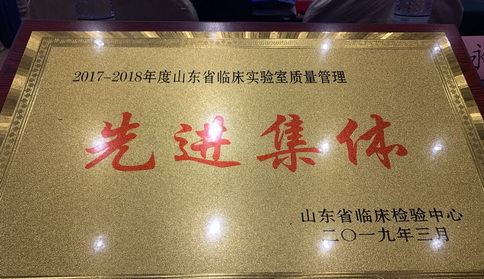 2017-2018年度山东省临床实验室质量管理
先进集体
山东省临床检验中心
二〇一九年三月